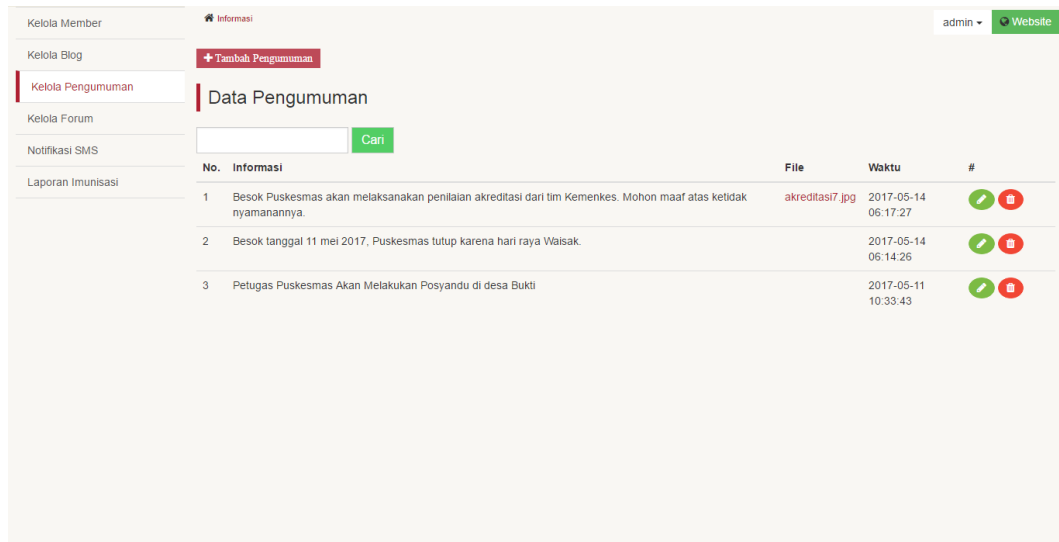 Kelola Member
Kelola Blog
Kelola Pengumuman
Kelola Forum
Notifikasi SMS
Laporan Imunisasi
Informasi
admin
Website
+ Tambah Pengumuman
Data Pengumuman
Cari
No. Informasi File Waktu #
1 Besok Puskesmas akan melaksanakan penilaian akreditasi dari tim Kemenkes. Mohon maaf atas ketidak akreditasi7.jpg 2017-05-14
nyamanannya. 06:17:27
2 Besok tanggal 11 mei 2017, Puskesmas tutup karena hari raya Waisak. 2017-05-14
06:14:26
3 Petugas Puskesmas Akan Melakukan Posyandu di desa Bukti 2017-05-11
10:33:43